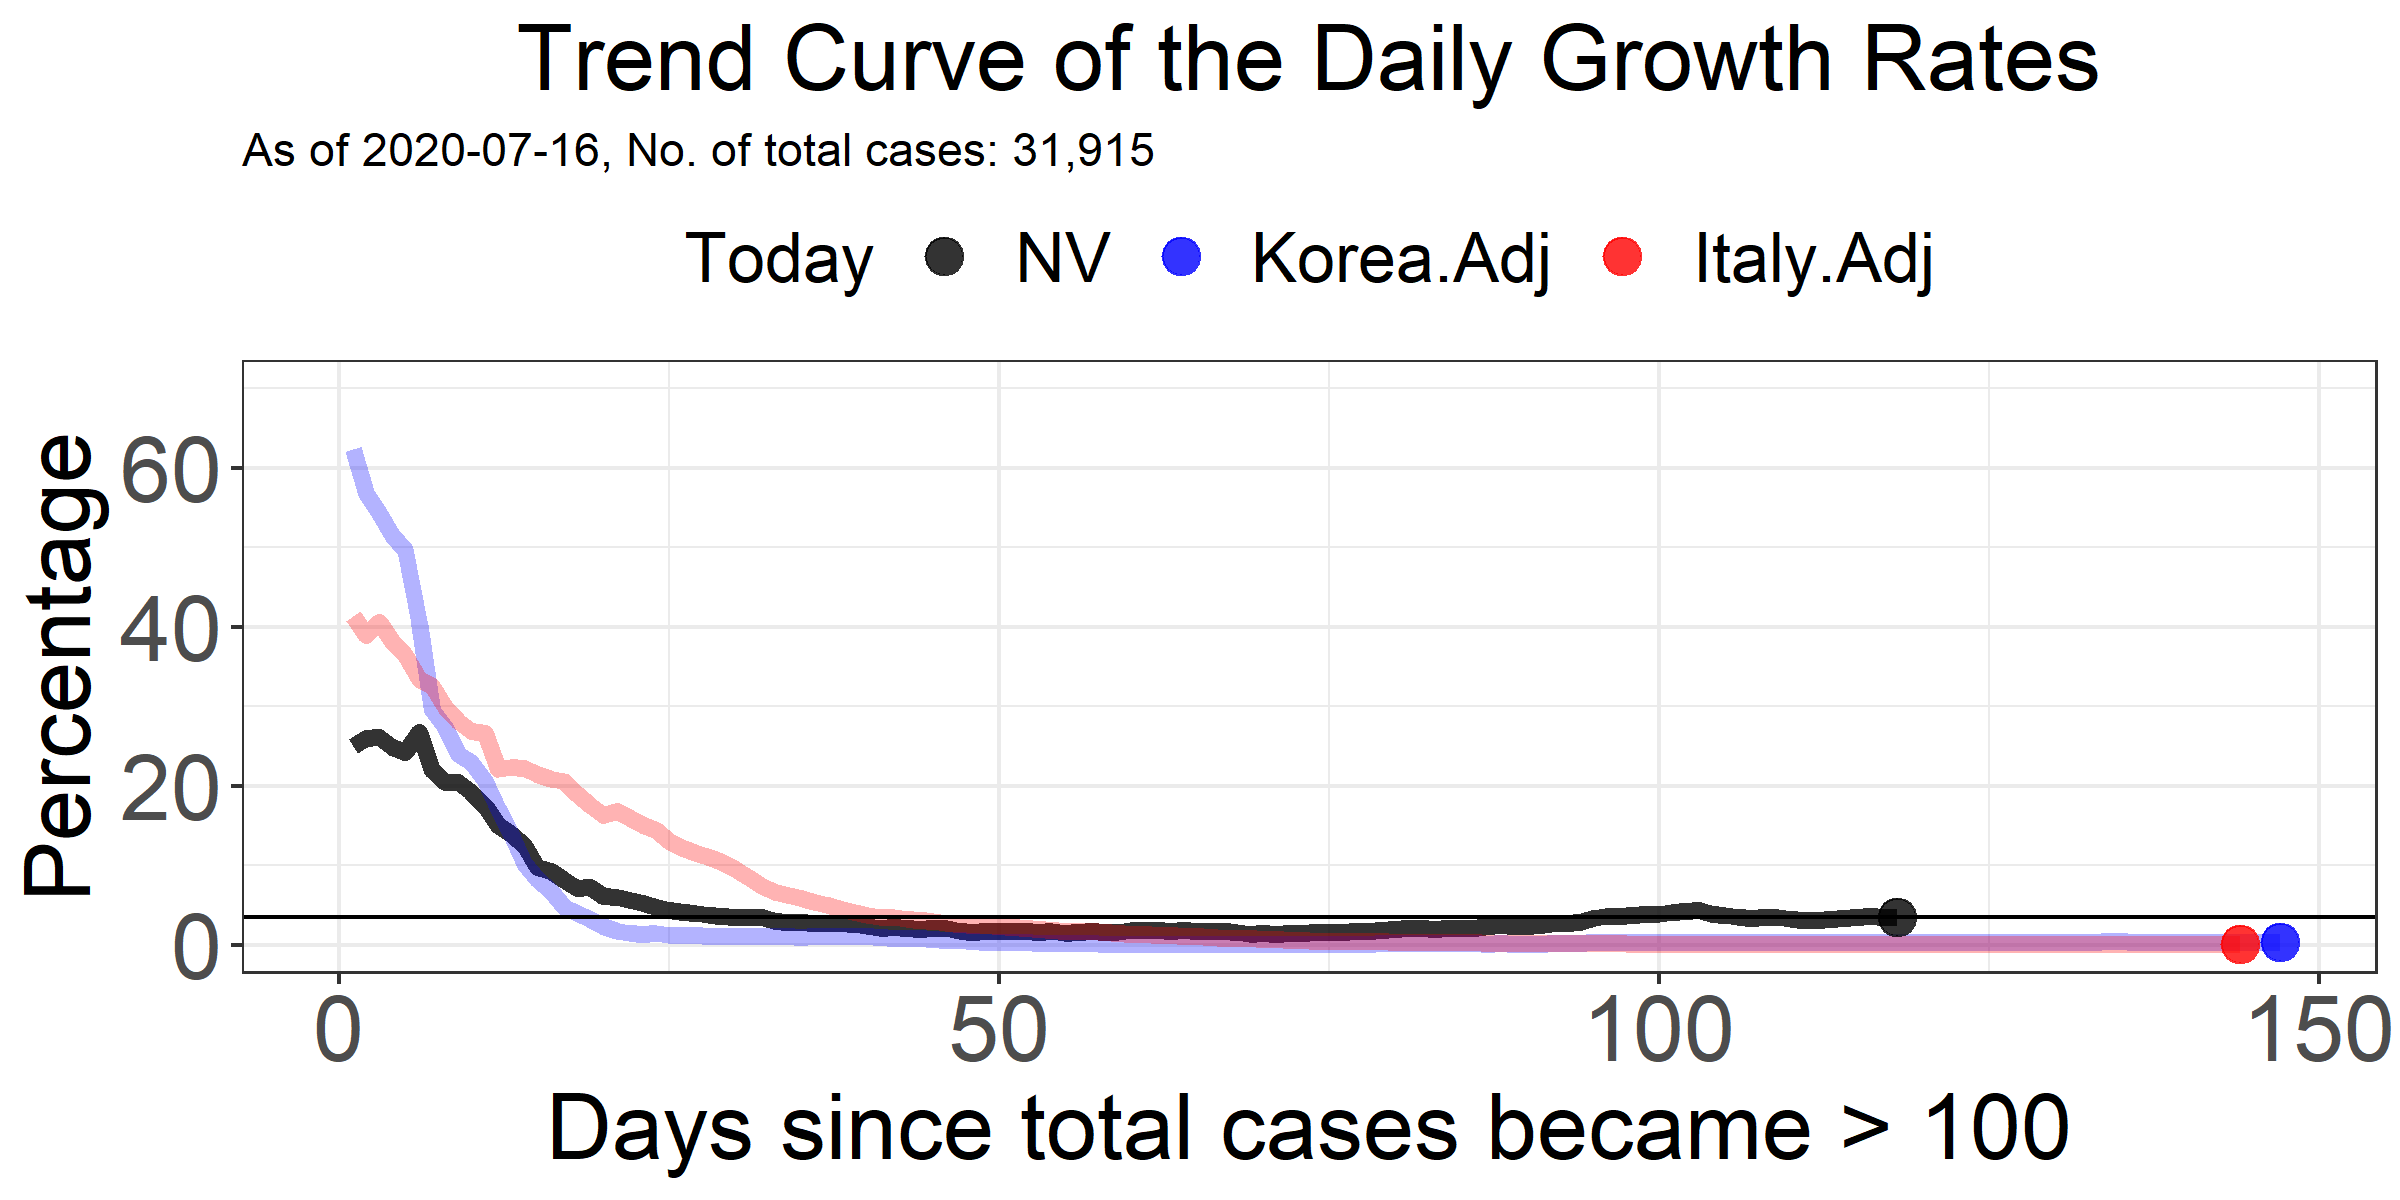 Trend Curve of the Daily Growth Rates
As of 2020-07-16, No. of total cases: 31,915
Today NV Korea.Adj Italy.Adj
Percentage
60
40
20
0
0 50 100 150
Days since total cases became > 100